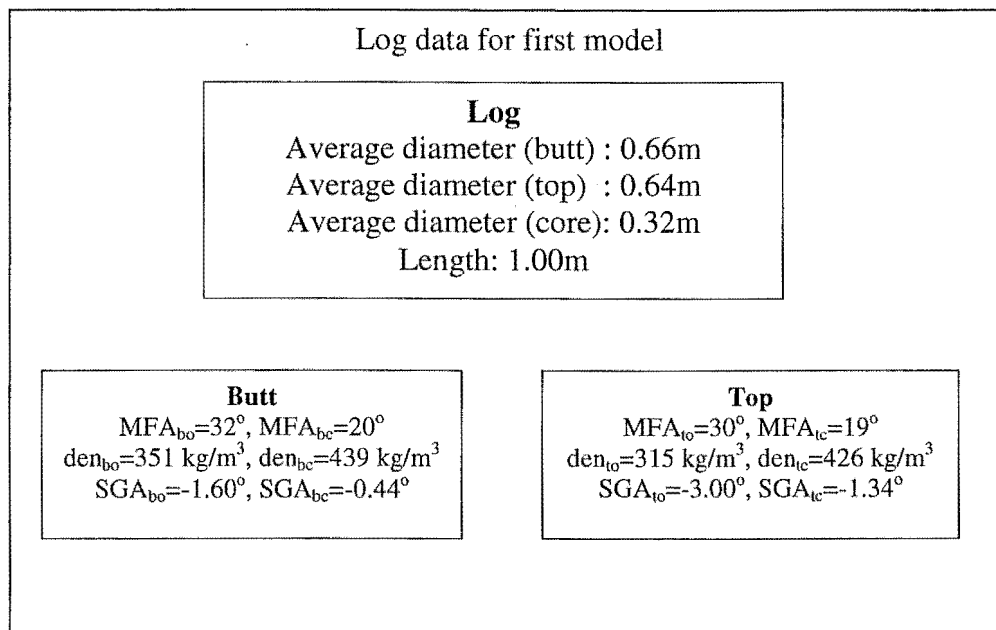 Log data for first model
Log
Average diameter (butt) : 0.66m
Average diameter (top) : 0.64m
Average diameter (core): 0.32m
Length: 1.00m
Butt
MFA_bo=32°, MFA_bc=20°
den_bo=351 kg/m³, den_bc=439 kg/m³
SGA_bo=-1.60°, SGA_bc=-0.44°
Top
MFA_to=30°, MFA_tc=19°
den_to=315 kg/m³, den_tc=426 kg/m³
SGA_to=-3.00°, SGA_tc=-1.34°